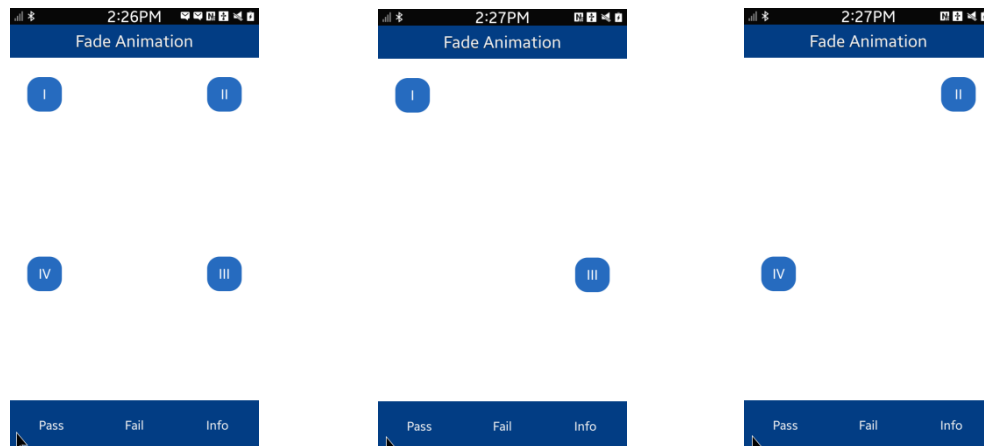 2:26PM
Fade Animation
I II
IV III
Pass Fail Info
2:27PM
Fade Animation
I
III
Pass Fail Info
2:27PM
Fade Animation
II
IV
Pass Fail Info